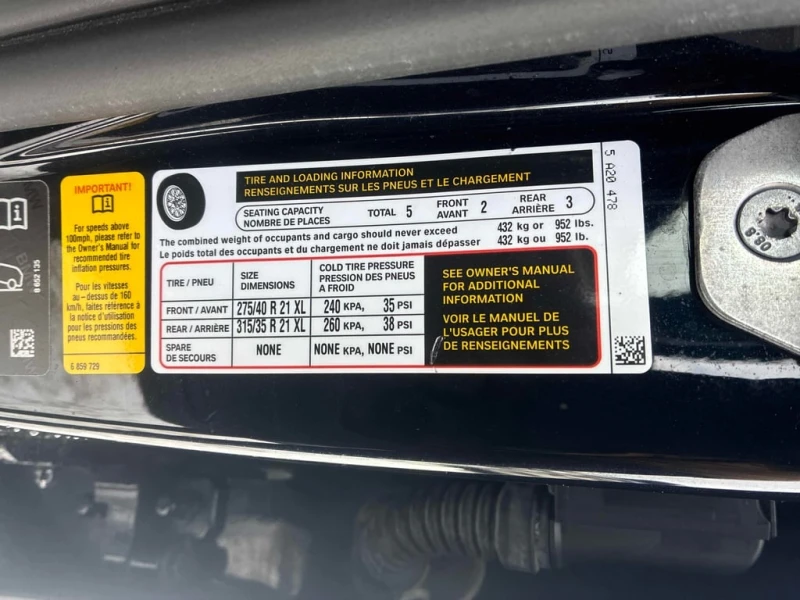 6 652 135
IMPORTANT!
For speeds above
100mph, please refer to
the Owner's Manual for
recommended tire
inflation pressures.
Pour les vitesses
au – dessus de 160
km/h, faites référence à
la notice d'utilisation
pour les pressions des
pneus recommandées.
6 859 729
TIRE AND LOADING INFORMATION
RENSEIGNEMENTS SUR LES PNEUS ET LE CHARGEMENT
SEATING CAPACITY
NOMBRE DE PLACES
TOTAL 5
FRONT
AVANT 2
REAR
ARRIÈRE 3
The combined weight of occupants and cargo should never exceed 432 kg or 952 lbs.
Le poids total des occupants et du chargement ne doit jamais dépasser 432 kg ou 952 lb.
TIRE / PNEU
SIZE
DIMENSIONS
COLD TIRE PRESSURE
PRESSION DES PNEUS
A FROID
FRONT / AVANT 275/40 R 21 XL 240 KPA, 35 PSI
REAR / ARRIÈRE 315/35 R 21 XL 260 KPA, 38 PSI
SPARE
DE SECOURS
NONE NONE KPA, NONE PSI
SEE OWNER'S MANUAL
FOR ADDITIONAL
INFORMATION
VOIR LE MANUEL DE
L'USAGER POUR PLUS
DE RENSEIGNEMENTS
5 A20 478